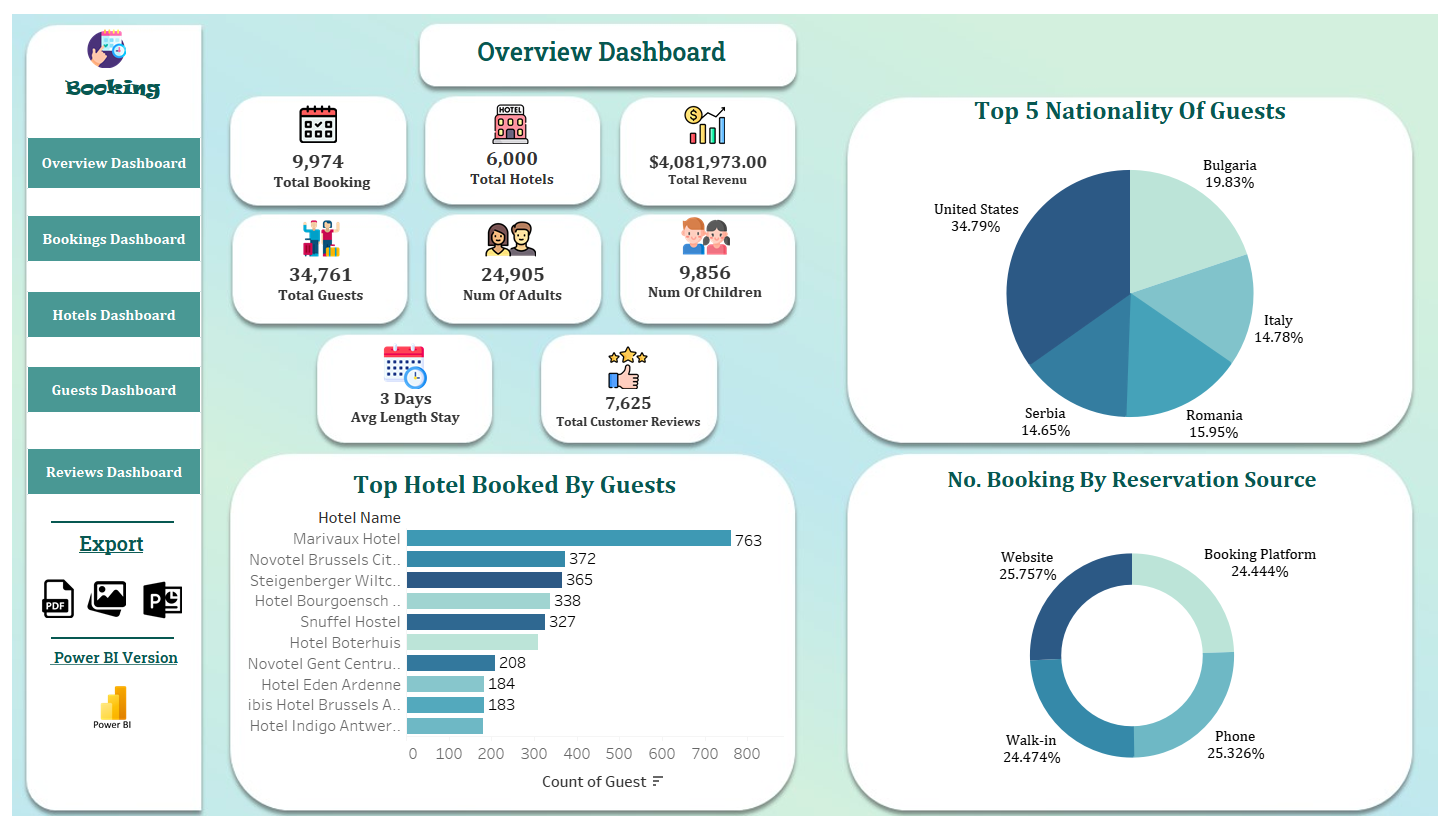 Booking
Overview Dashboard
Bookings Dashboard
Hotels Dashboard
Guests Dashboard
Reviews Dashboard
Export
PDF
P
Power BI Version
Power BI
Overview Dashboard
9,974
Total Booking
HOTEL
6,000
Total Hotels
$
$4,081,973.00
Total Revenu
34,761
Total Guests
24,905
Num Of Adults
9,856
Num Of Children
3 Days
Avg Length Stay
7,625
Total Customer Reviews
Top 5 Nationality Of Guests
Bulgaria
19.83%
United States
34.79%
Italy
14.78%
Serbia
14.65%
Romania
15.95%
Top Hotel Booked By Guests
Hotel Name
Marivaux Hotel 763
Novotel Brussels Cit.. 372
Steigenberger Wiltc.. 365
Hotel Bourgoensch .. 338
Snuffel Hostel 327
Hotel Boterhuis
Novotel Gent Centru.. 208
Hotel Eden Ardenne 184
ibis Hotel Brussels A.. 183
Hotel Indigo Antwer..
0 100 200 300 400 500 600 700 800
Count of Guest
No. Booking By Reservation Source
Website
25.757%
Booking Platform
24.444%
Walk-in
24.474%
Phone
25.326%